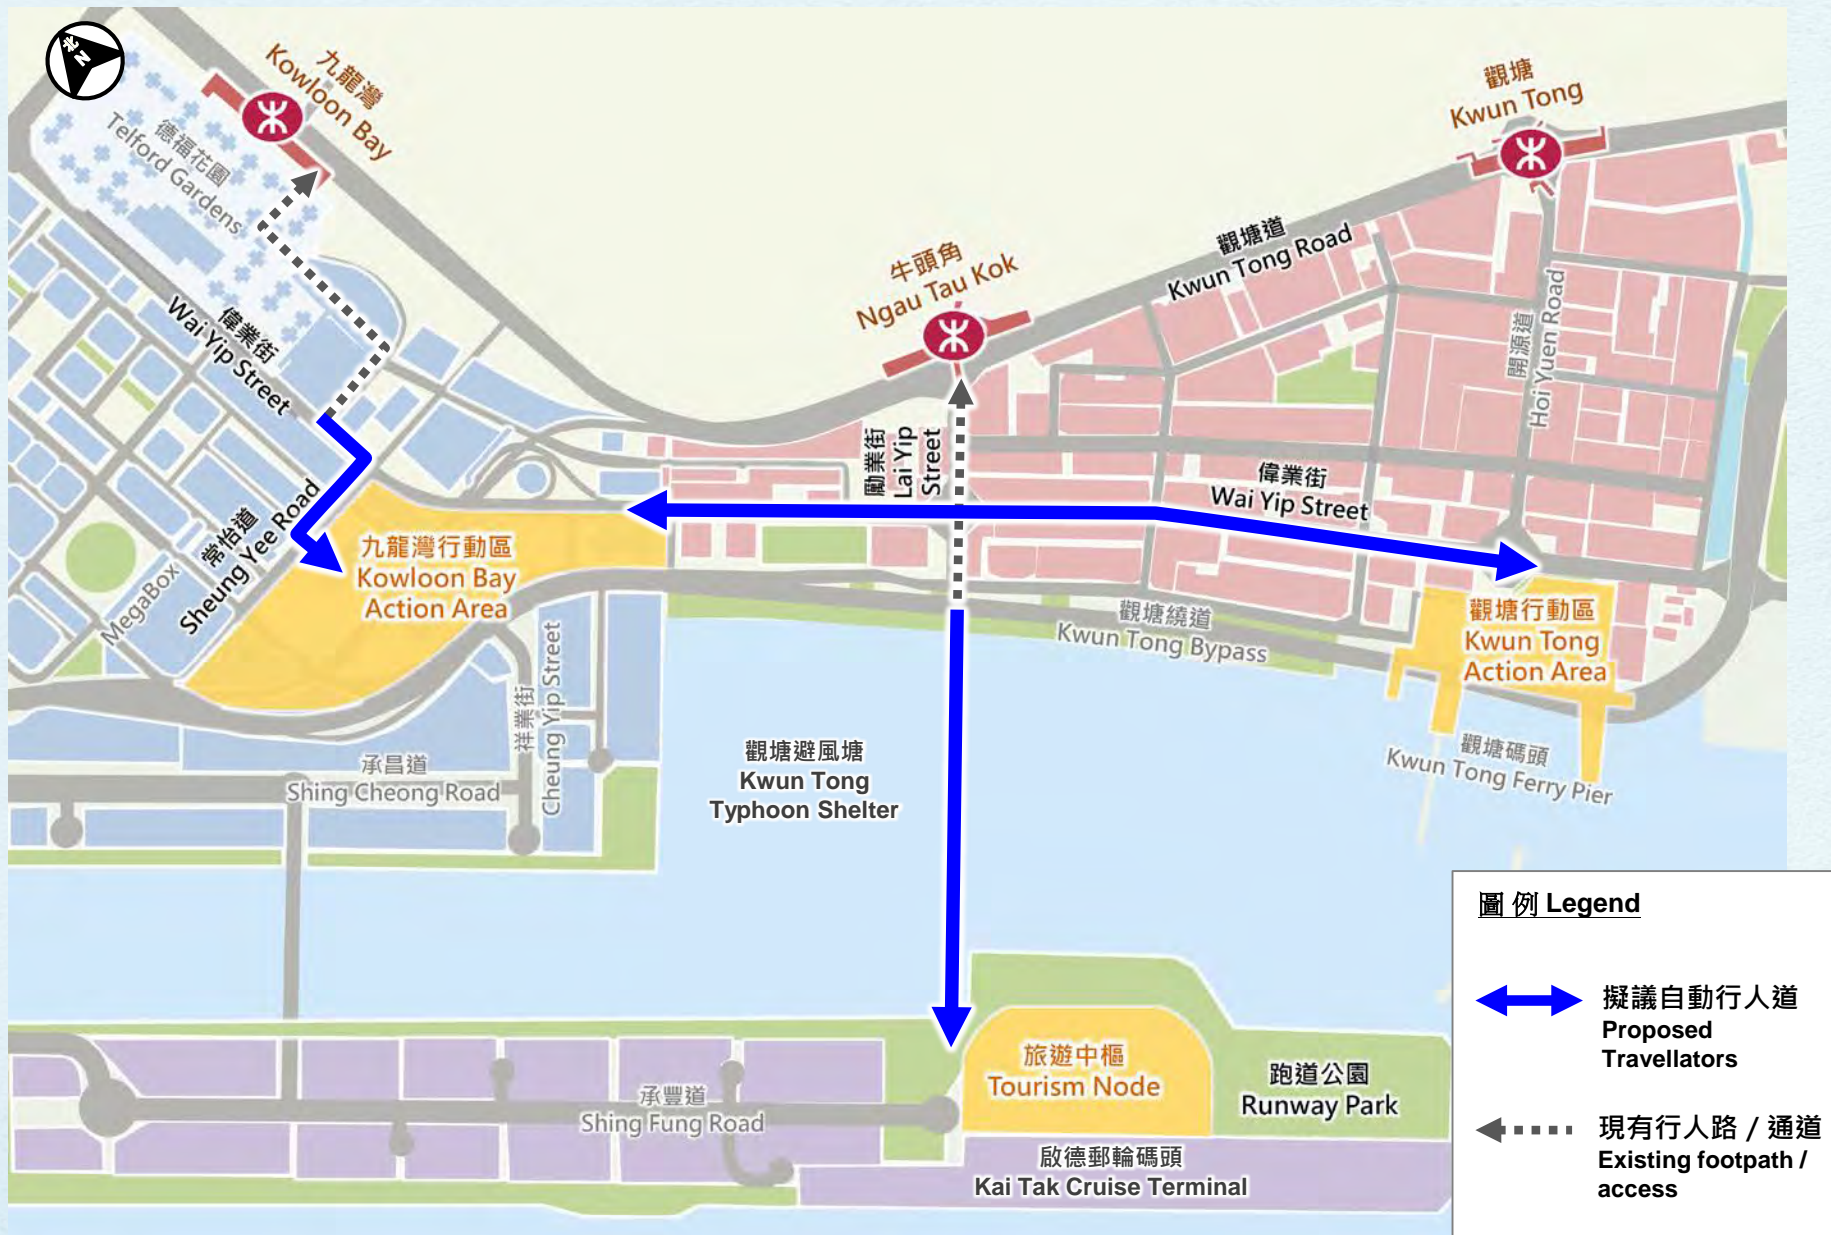 北
N
九龍灣
Kowloon Bay
德福花園
Telford Gardens
觀塘
Kwun Tong
牛頭角
Ngau Tau Kok
觀塘道
Kwun Tong Road
偉業街
Wai Yip Street
開源道
Hoi Yuen Road
勵業街
Lai Yip
Street
偉業街
Wai Yip Street
常怡道
Sheung Yee Road
MegaBox
九龍灣行動區
Kowloon Bay
Action Area
觀塘繞道
Kwun Tong Bypass
觀塘行動區
Kwun Tong
Action Area
祥業街
Cheung Yip Street
承昌道
Shing Cheong Road
觀塘避風塘
Kwun Tong
Typhoon Shelter
觀塘碼頭
Kwun Tong Ferry Pier
旅遊中樞
Tourism Node
跑道公園
Runway Park
承豐道
Shing Fung Road
啟德郵輪碼頭
Kai Tak Cruise Terminal
圖例 Legend
擬議自動行人道
Proposed
Travellators
現有行人路 / 通道
Existing footpath /
access